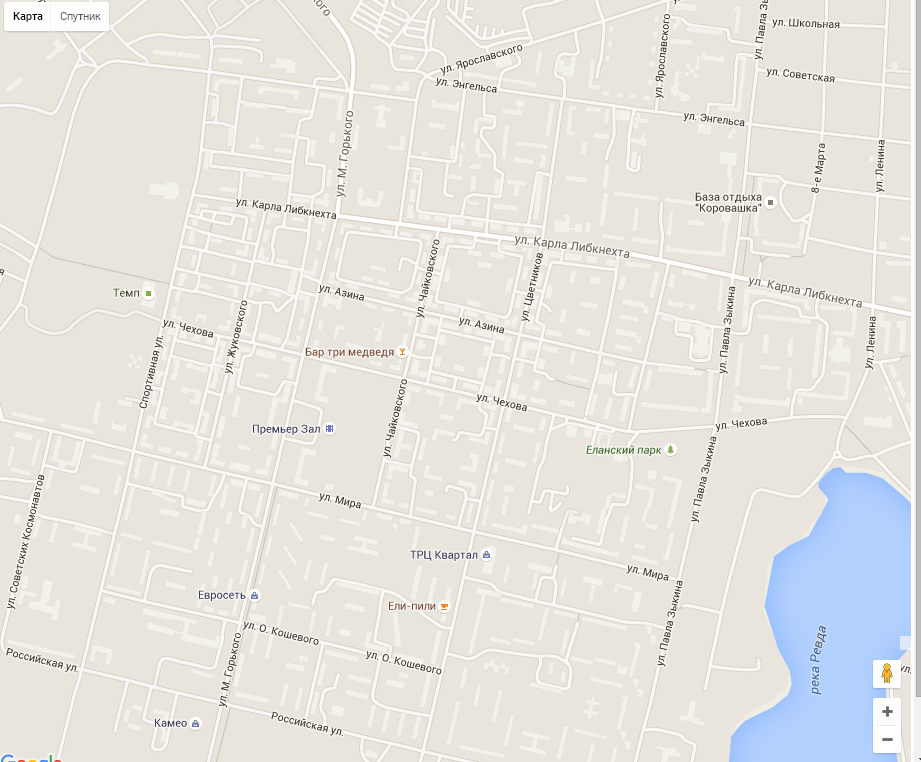 Карта Спутник
ул. Школьная
ул. Павла Зы
ул. Ярославского
ул. Ярославского
ул. Советская
ул. Энгельса
ул. Энгельса
ул. М. Горького
8-е Марта
ул. Ленина
База отдыха
"Коровашка"
ул. Карла Либкнехта
ул. Карла Либкнехта
ул. Карла Либкнехта
ул. Чайковского
ул. Цветников
Темп
ул. Азина
ул. Азина
ул. Чехова
ул. Жуковского
ул. Павла Зыкина
ул. Ленина
Бар три медведя
Спортивная ул.
ул. Чайковского
ул. Чехова
ул. Чехова
Премьер Зал
Еланский парк
ул. Павла Зыкина
ул. Мира
ул. Советских Космонавтов
ТРЦ Квартал
ул. Мира
Евросеть
Ели-пили
ул. Павла Зыкина
ул. О. Кошевого
ул. О. Кошевого
река Ревда
Российская ул.
ул. М. Горького
Камео
Российская ул.
+
−
Google